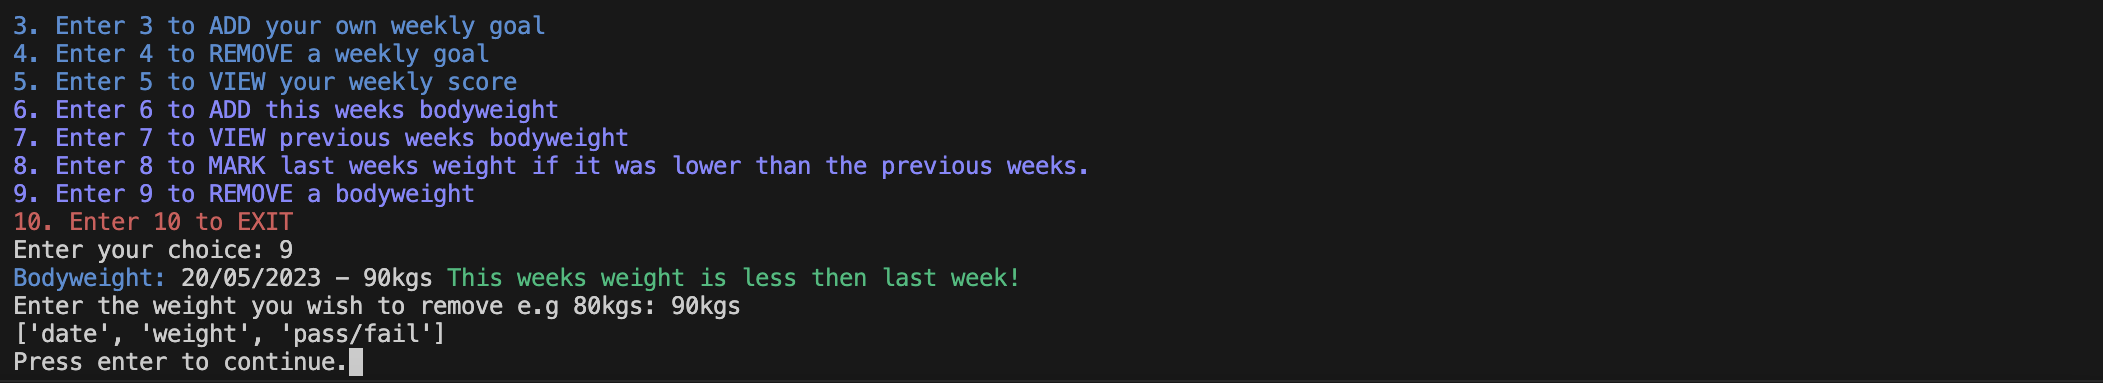 3. Enter 3 to ADD your own weekly goal
4. Enter 4 to REMOVE a weekly goal
5. Enter 5 to VIEW your weekly score
6. Enter 6 to ADD this weeks bodyweight
7. Enter 7 to VIEW previous weeks bodyweight
8. Enter 8 to MARK last weeks weight if it was lower than the previous weeks.
9. Enter 9 to REMOVE a bodyweight
10. Enter 10 to EXIT
Enter your choice: 9
Bodyweight: 20/05/2023 – 90kgs This weeks weight is less then last week!
Enter the weight you wish to remove e.g 80kgs: 90kgs
['date', 'weight', 'pass/fail']
Press enter to continue.